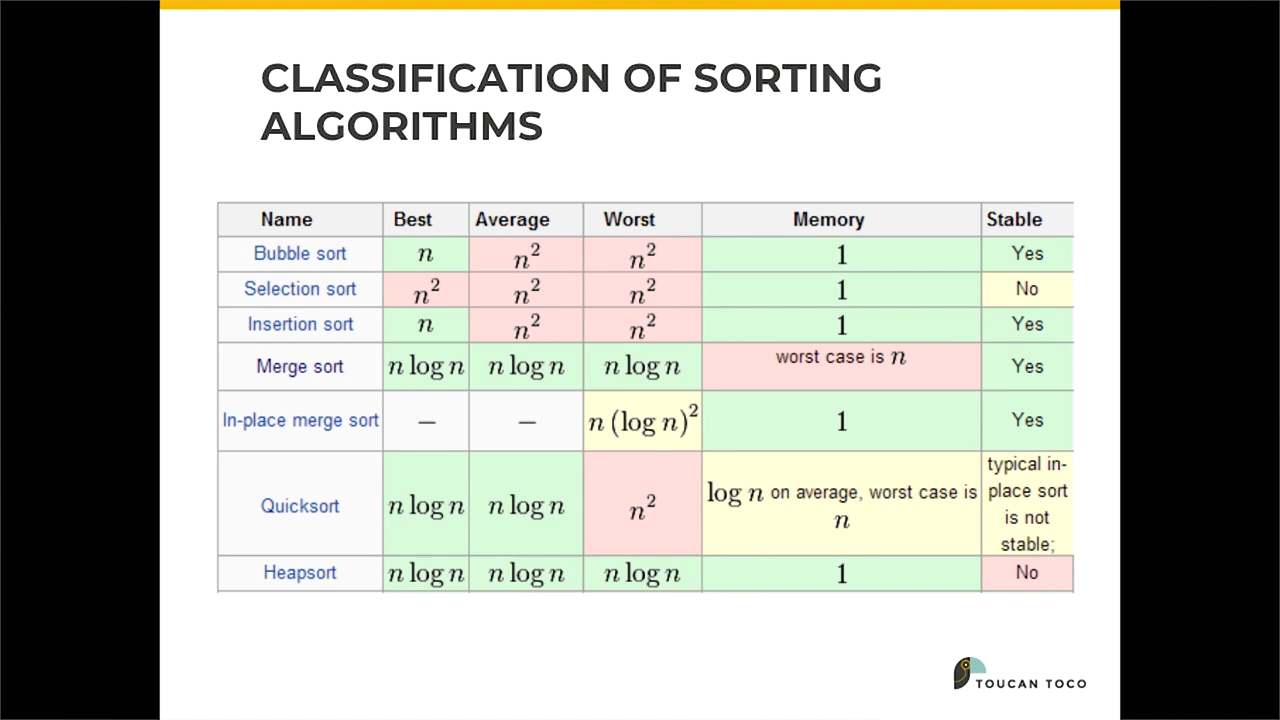 CLASSIFICATION OF SORTING
ALGORITHMS
Name Best Average Worst Memory Stable
Bubble sort n n² n² 1 Yes
Selection sort n² n² n² 1 No
Insertion sort n n² n² 1 Yes
Merge sort n log n n log n n log n worst case is n Yes
In-place merge sort — — n (log n)² 1 Yes
Quicksort n log n n log n n² log n on average, worst case is
n
typical in-
place sort
is not
stable;
Heapsort n log n n log n n log n 1 No
TOUCAN TOCO